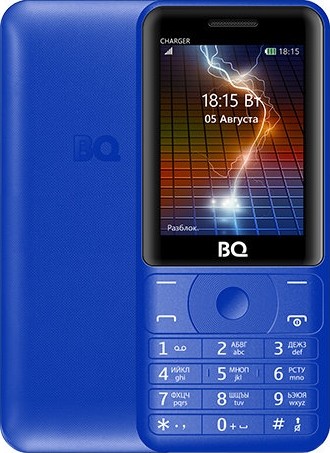 BQ
CHARGER
18:15
18:15 Вт
05 Августа
Разблок.
BQ
1 2 АБВГ abc 3 ДЕЖЗ def
4 ИЙКЛ ghi 5 МНОП jkl 6 РСТУ mno
7 ФХЦЧ pqrs 8 ШЩЪЫ tuv 9 ЬЭЮЯ wxyz
* ., 0 + #